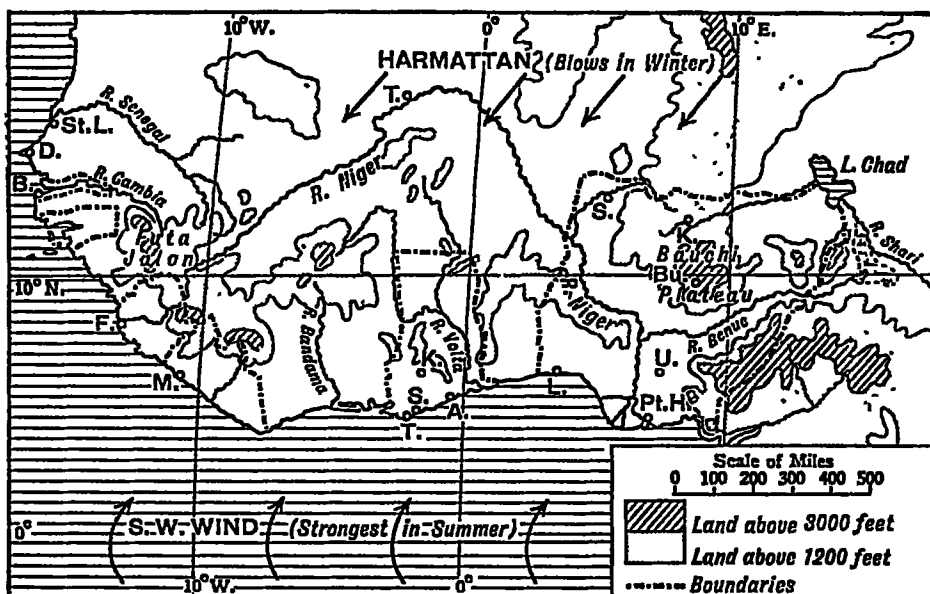 10°W.
0°
10°E.
HARMATTAN (Blows in Winter)
T.
R. Senegal
St.L.
D.
B.
R. Gambia
R. Niger
L. Chad
S.
K.
R. Shari
Futa
Jalon
Bauchi
Bu.
Plateau
10°N.
R. Niger
R. Benue
F.
R. Bandama
R. Volta
K.
U.
M.
L.
S.
A.
T.
Pt.H.
Scale of Miles
0 100 200 300 400 500
Land above 3000 feet
Land above 1200 feet
Boundaries
S.W. WIND (Strongest in Summer)
0°
10°W.
0°